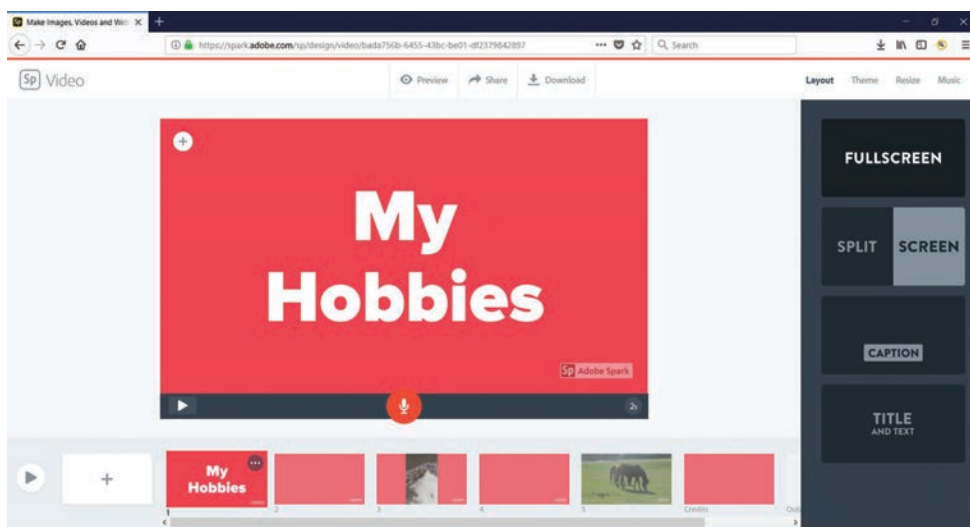 Make Images, Videos and Web
https://spark.adobe.com/sp/design/video/bada756b-6455-43bc-be01-df2379842897
Search
Sp Video
Preview
Share
Download
Layout
Theme
Resize
Music
My
Hobbies
Sp Adobe Spark
2s
FULLSCREEN
SPLIT SCREEN
CAPTION
TITLE
AND TEXT
My
Hobbies
1
2
3
4
5
Credits